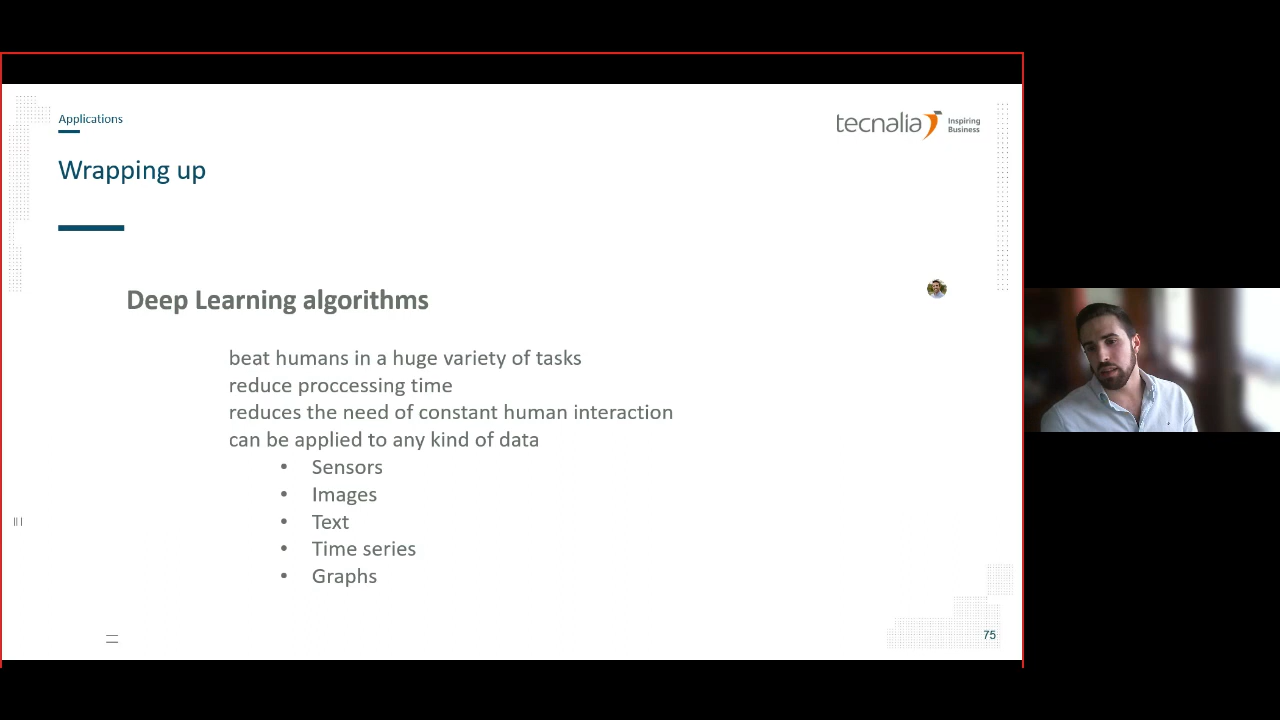 Applications
tecnalia Inspiring Business
Wrapping up
Deep Learning algorithms
beat humans in a huge variety of tasks
reduce proccessing time
reduces the need of constant human interaction
can be applied to any kind of data
• Sensors
• Images
• Text
• Time series
• Graphs
75